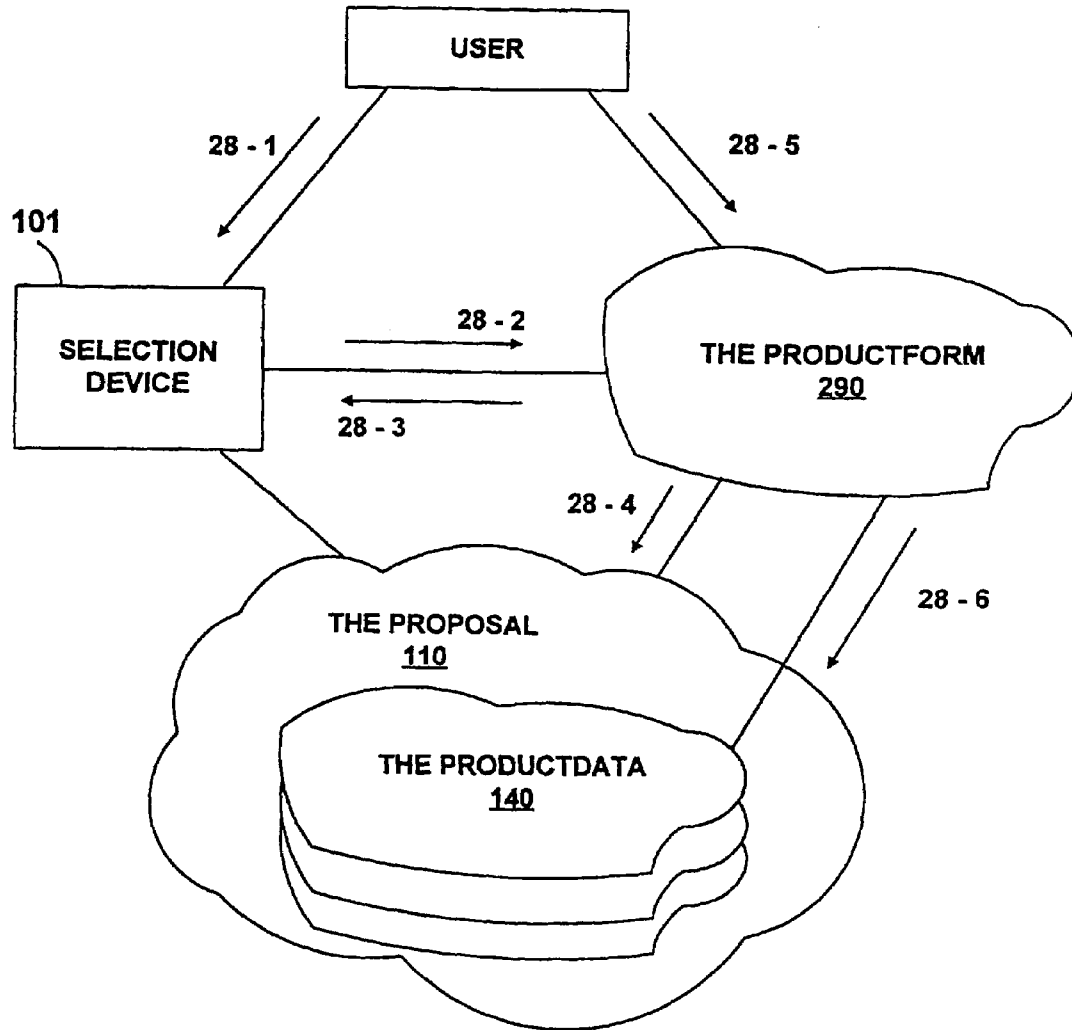 USER
28 - 1
28 - 5
101
SELECTION
DEVICE
28 - 2
28 - 3
THE PRODUCTFORM
290
28 - 4
28 - 6
THE PROPOSAL
110
THE PRODUCTDATA
140